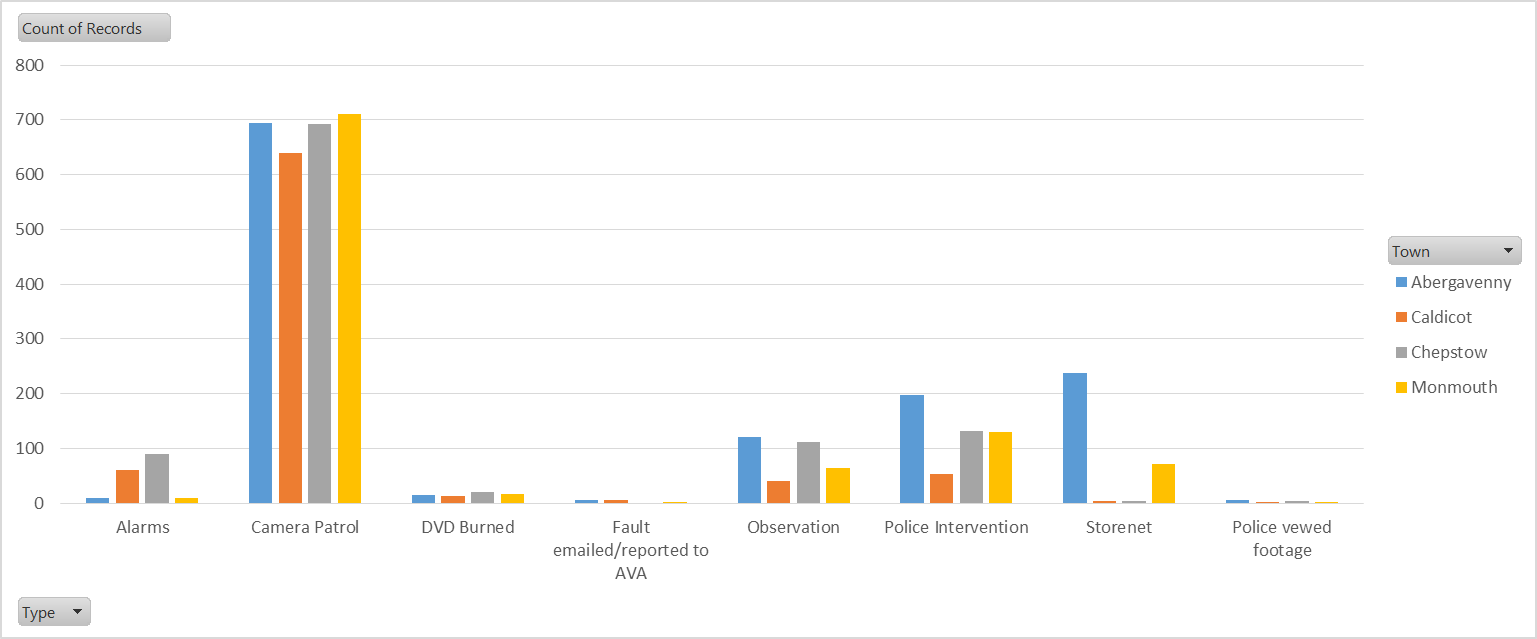 Count of Records
800
700
600
500
400
300
200
100
0
Alarms
Camera Patrol
DVD Burned
Fault
emailed/reported to
AVA
Observation
Police Intervention
Storenet
Police vewed
footage
Town
Abergavenny
Caldicot
Chepstow
Monmouth
Type